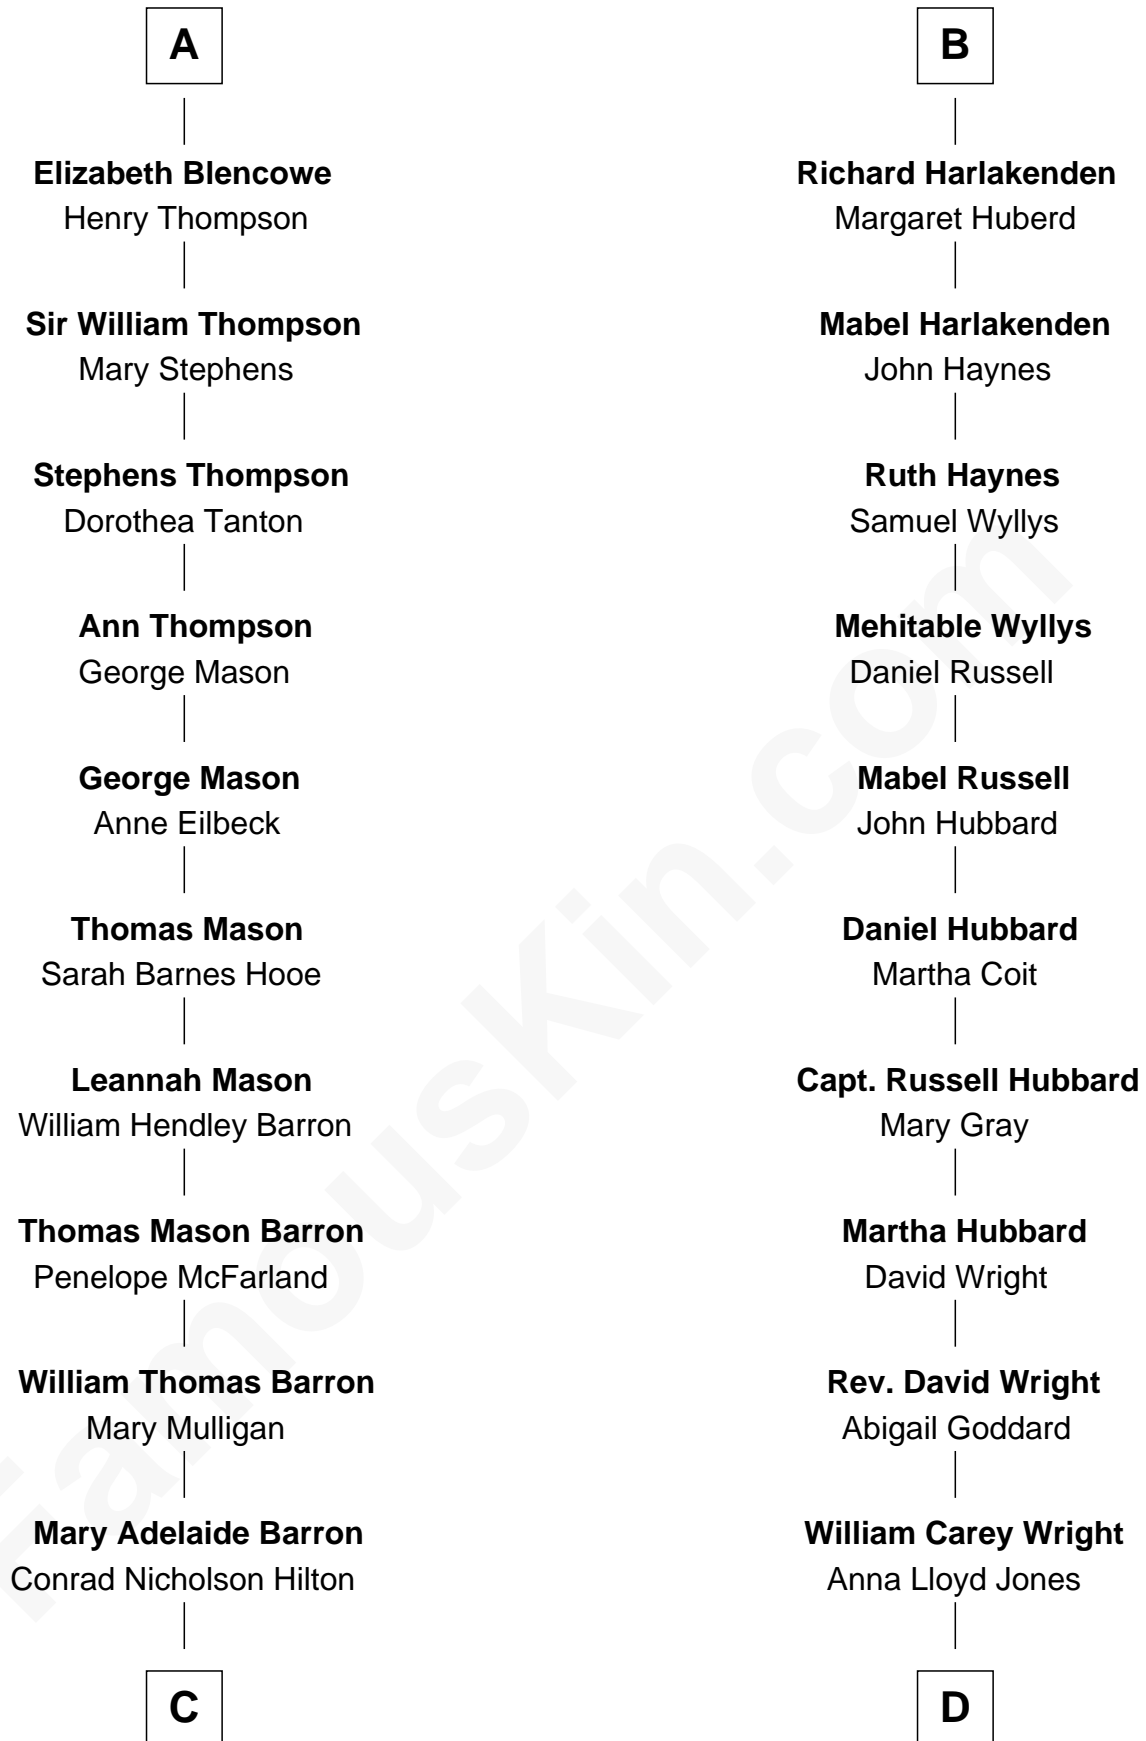 A
Elizabeth Blencowe
Henry Thompson
Sir William Thompson
Mary Stephens
Stephens Thompson
Dorothea Tanton
Ann Thompson
George Mason
George Mason
Anne Eilbeck
Thomas Mason
Sarah Barnes Hooe
Leannah Mason
William Hendley Barron
Thomas Mason Barron
Penelope McFarland
William Thomas Barron
Mary Mulligan
Mary Adelaide Barron
Conrad Nicholson Hilton
C
B
Richard Harlakenden
Margaret Huberd
Mabel Harlakenden
John Haynes
Ruth Haynes
Samuel Wyllys
Mehitable Wyllys
Daniel Russell
Mabel Russell
John Hubbard
Daniel Hubbard
Martha Coit
Capt. Russell Hubbard
Mary Gray
Martha Hubbard
David Wright
Rev. David Wright
Abigail Goddard
William Carey Wright
Anna Lloyd Jones
D
FamousKin.com